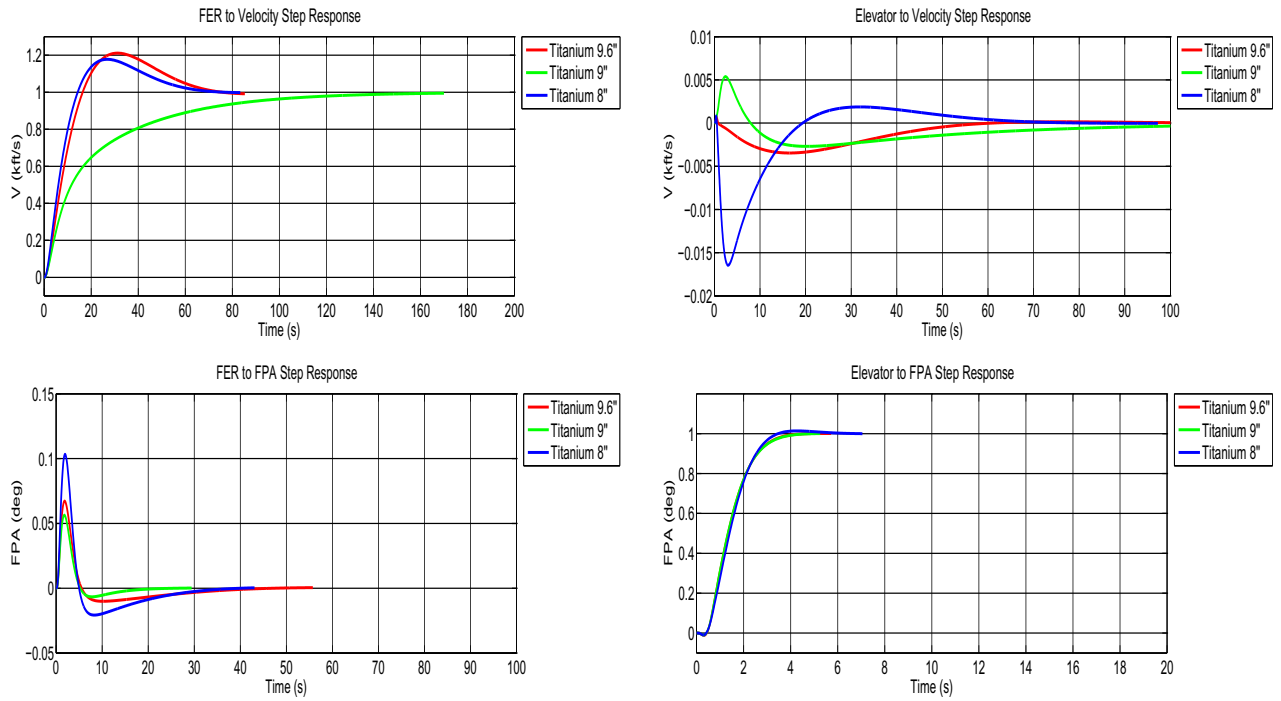 FER to Velocity Step Response
1.2
1
0.8
0.6
0.4
0.2
0
V (kft/s)
0 20 40 60 80 100 120 140 160 180 200
Time (s)
Titanium 9.6"
Titanium 9"
Titanium 8"
Elevator to Velocity Step Response
0.01
0.005
0
−0.005
−0.01
−0.015
−0.02
V (kft/s)
0 10 20 30 40 50 60 70 80 90 100
Time (s)
Titanium 9.6"
Titanium 9"
Titanium 8"
FER to FPA Step Response
0.15
0.1
0.05
0
−0.05
FPA (deg)
0 10 20 30 40 50 60 70 80 90 100
Time (s)
Titanium 9.6"
Titanium 9"
Titanium 8"
Elevator to FPA Step Response
1
0.8
0.6
0.4
0.2
0
FPA (deg)
0 2 4 6 8 10 12 14 16 18 20
Time (s)
Titanium 9.6"
Titanium 9"
Titanium 8"